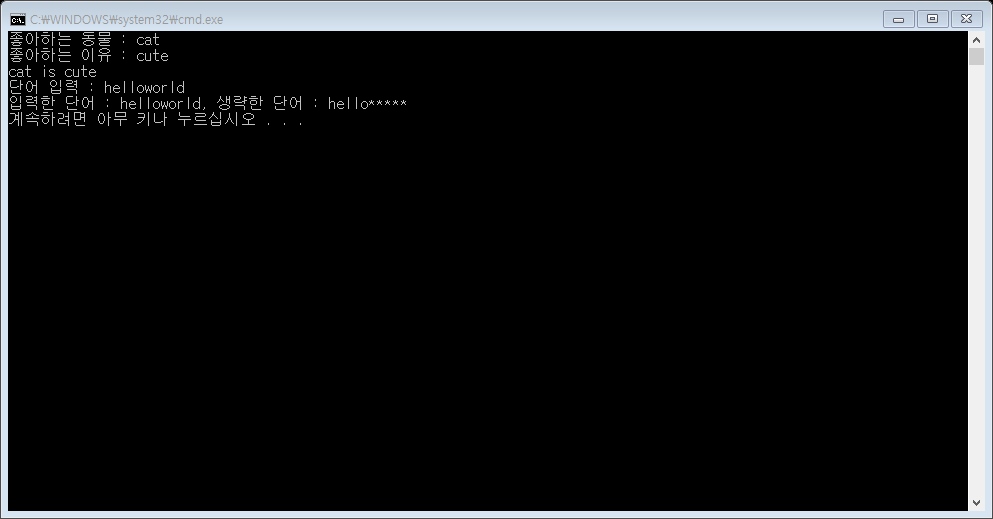 C:\WINDOWS\system32\cmd.exe
좋아하는 동물 : cat
좋아하는 이유 : cute
cat is cute
단어 입력 : helloworld
입력한 단어 : helloworld, 생략한 단어 : hello*****
계속하려면 아무 키나 누르십시오 . . .